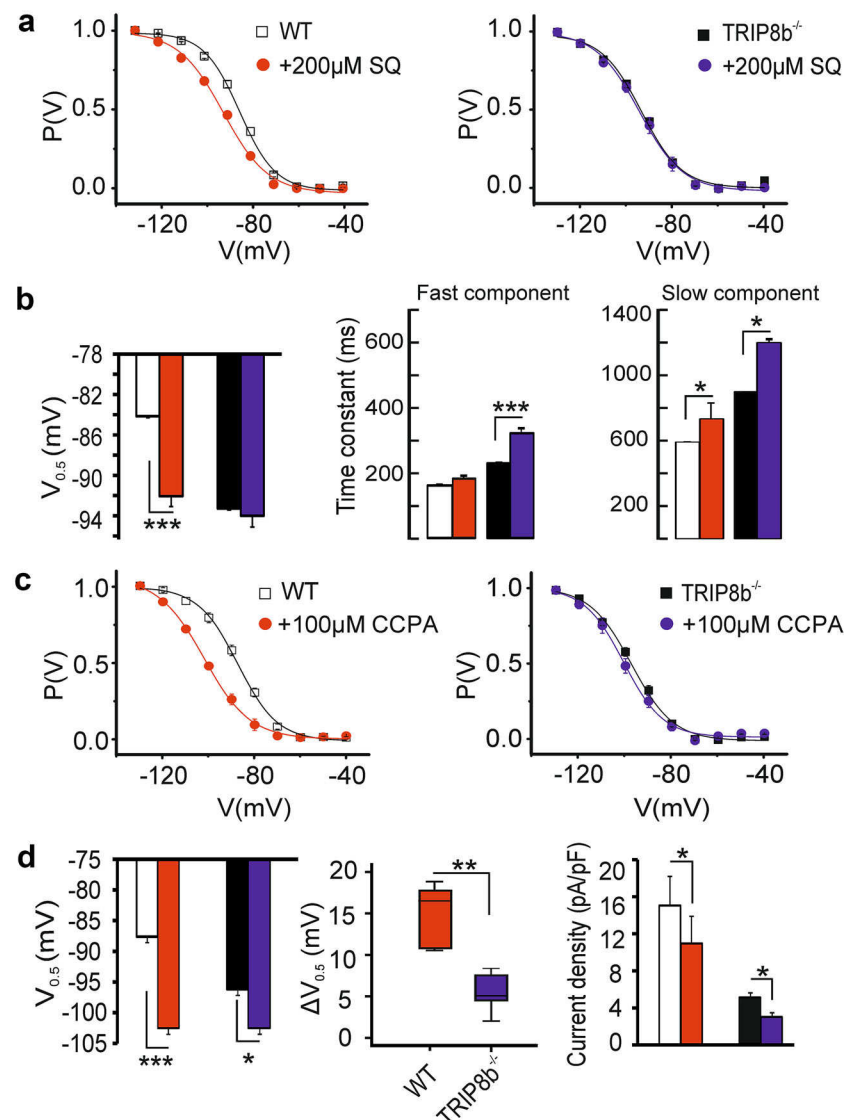 a
P(V)
1.0
0.5
0.0
WT
+200µM SQ
-120
-80
-40
V(mV)
P(V)
1.0
0.5
0.0
TRIP8b-/-
+200µM SQ
-120
-80
-40
V(mV)
b
V0.5 (mV)
-78
-82
-86
-90
-94
***
Fast component
Time constant (ms)
600
400
200
***
Slow component
1400
1000
600
200
*
*
c
P(V)
1.0
0.5
0.0
WT
+100µM CCPA
-120
-80
-40
V(mV)
P(V)
1.0
0.5
0.0
TRIP8b-/-
+100µM CCPA
-120
-80
-40
V(mV)
d
V0.5 (mV)
-75
-80
-85
-90
-95
-100
-105
***
*
ΔV0.5 (mV)
20
15
10
5
0
**
WT
TRIP8b-/-
Current density (pA/pF)
20
16
12
8
4
0
*
*